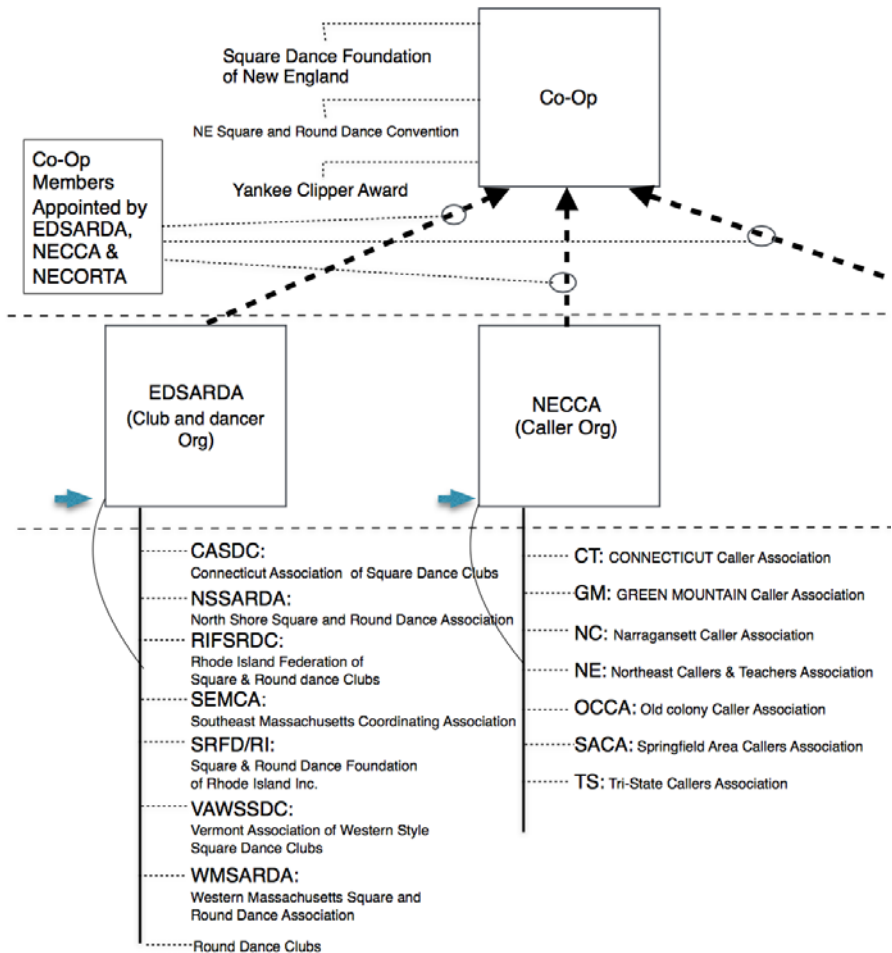 Square Dance Foundation
of New England
Co-Op
NE Square and Round Dance Convention
Yankee Clipper Award
Co-Op
Members
Appointed by
EDSARDA,
NECCA &
NECORTA
EDSARDA
(Club and dancer
Org)
NECCA
(Caller Org)
CASDC:
Connecticut Association of Square Dance Clubs
NSSARDA:
North Shore Square and Round Dance Association
RIFSRDC:
Rhode Island Federation of
Square & Round dance Clubs
SEMCA:
Southeast Massachusetts Coordinating Association
SRFD/RI:
Square & Round Dance Foundation
of Rhode Island Inc.
VAWSSDC:
Vermont Association of Western Style
Square Dance Clubs
WMSARDA:
Western Massachusetts Square and
Round Dance Association
Round Dance Clubs
CT: CONNECTICUT Caller Association
GM: GREEN MOUNTAIN Caller Association
NC: Narragansett Caller Association
NE: Northeast Callers & Teachers Association
OCCA: Old colony Caller Association
SACA: Springfield Area Callers Association
TS: Tri-State Callers Association